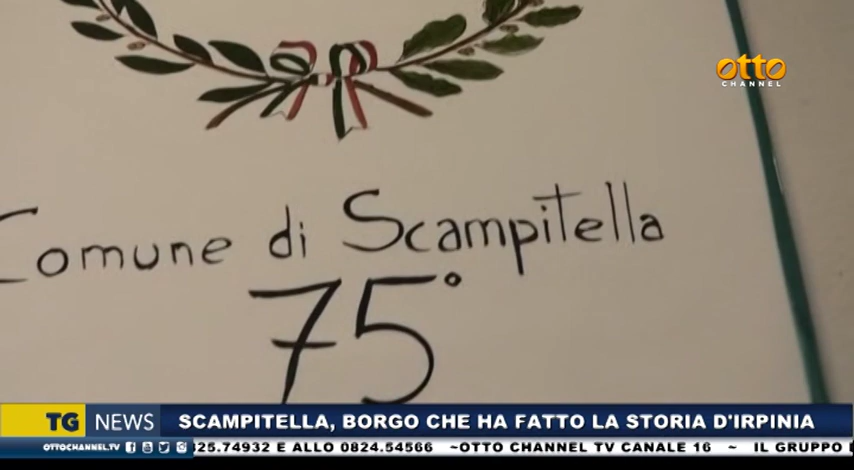 otto
CHANNEL
Comune di Scampitella
75°
TG NEWS
SCAMPITELLA, BORGO CHE HA FATTO LA STORIA D'IRPINIA
OTTOCHANNEL.TV
325.74932 E ALLO 0824.54566 ~OTTO CHANNEL TV CANALE 16 ~ IL GRUPPO